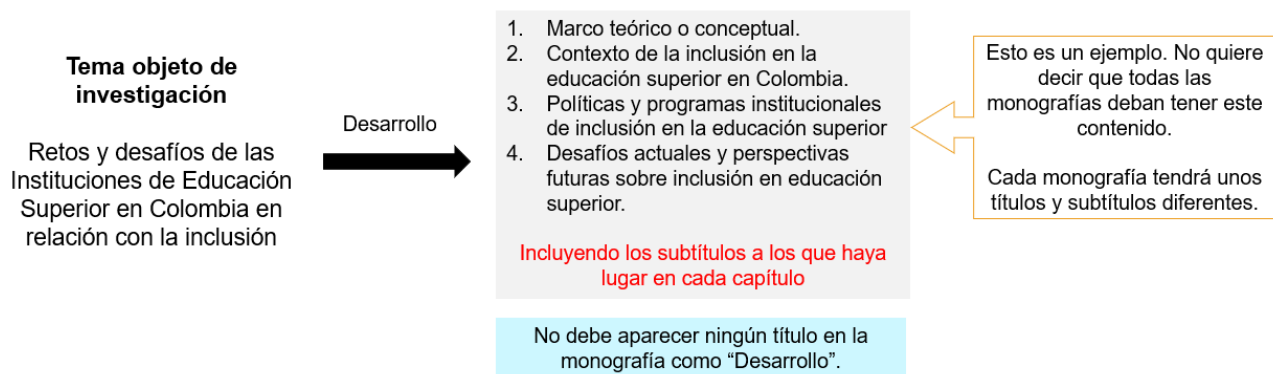 Tema objeto de
investigación
Retos y desafíos de las
Instituciones de Educación
Superior en Colombia en
relación con la inclusión
Desarrollo
1. Marco teórico o conceptual.
2. Contexto de la inclusión en la
educación superior en Colombia.
3. Políticas y programas institucionales
de inclusión en la educación superior
4. Desafíos actuales y perspectivas
futuras sobre inclusión en educación
superior.
Incluyendo los subtítulos a los que haya
lugar en cada capítulo
No debe aparecer ningún título en la
monografía como “Desarrollo”.
Esto es un ejemplo. No quiere
decir que todas las
monografías deban tener este
contenido.
Cada monografía tendrá unos
títulos y subtítulos diferentes.